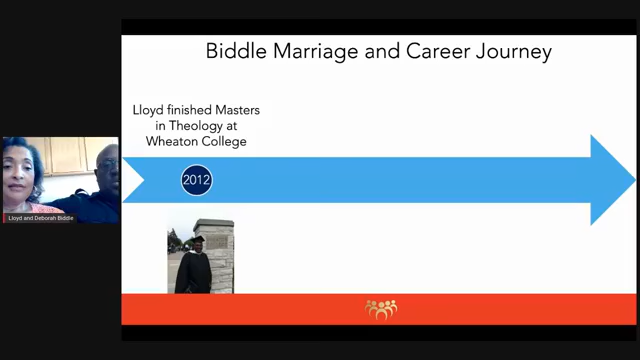 Biddle Marriage and Career Journey
Lloyd finished Masters
in Theology at
Wheaton College
2012
Lloyd and Deborah Biddle